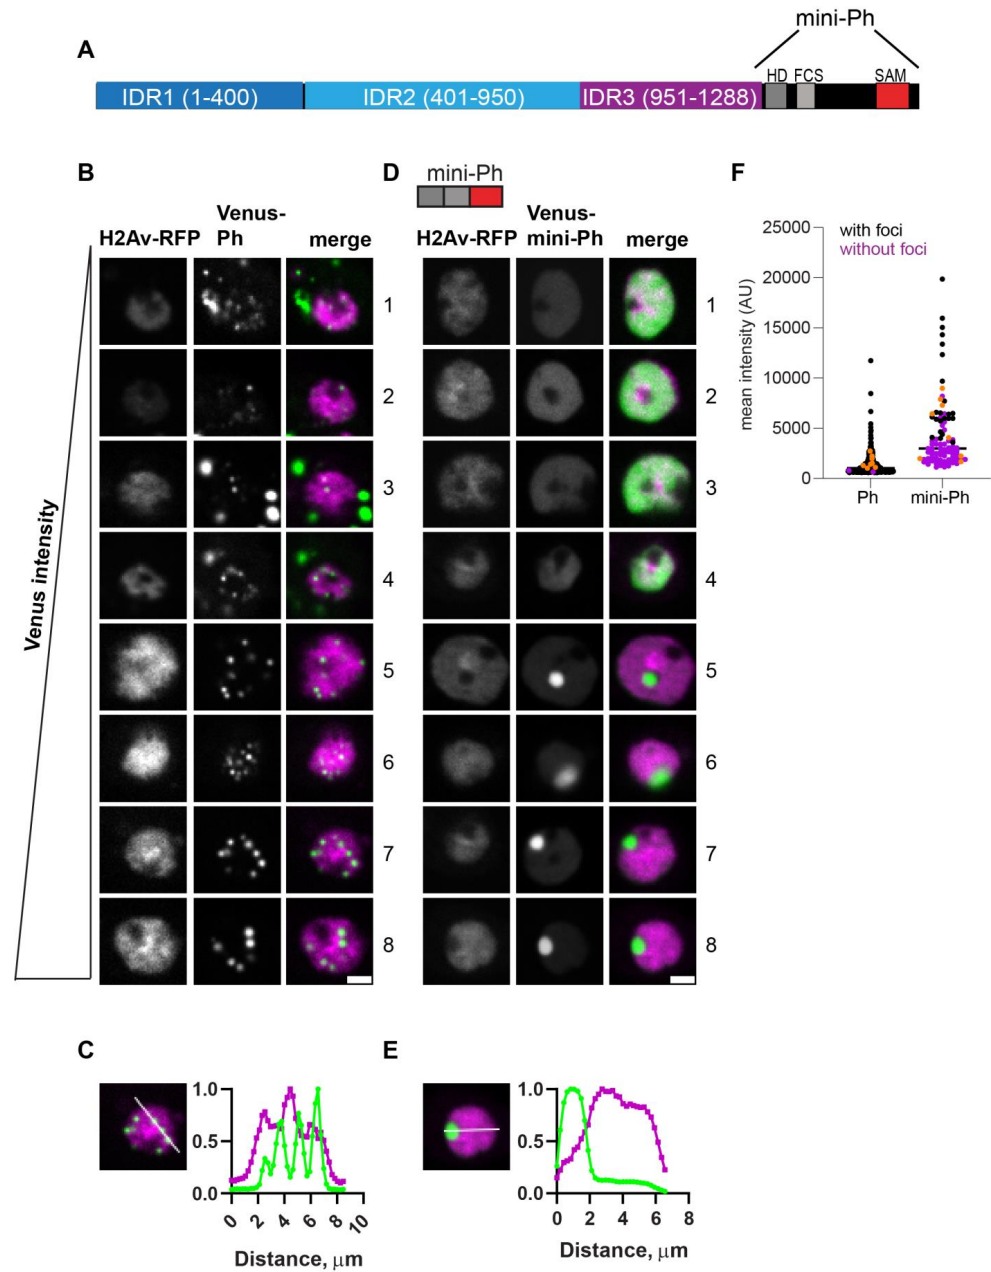 mini-Ph
A
HD FCS SAM
IDR1 (1-400) IDR2 (401-950) IDR3 (951-1288)
B
H2Av-RFP Venus-Ph merge
Venus intensity
D
mini-Ph
H2Av-RFP Venus-mini-Ph merge
1 1
2 2
3 3
4 4
5 5
6 6
7 7
8 8
F
with foci
without foci
mean intensity (AU)
25000
20000
15000
10000
5000
0
Ph mini-Ph
C
1.0
0.5
0.0
0 2 4 6 8 10
Distance, μm
E
1.0
0.5
0.0
0 2 4 6 8
Distance, μm